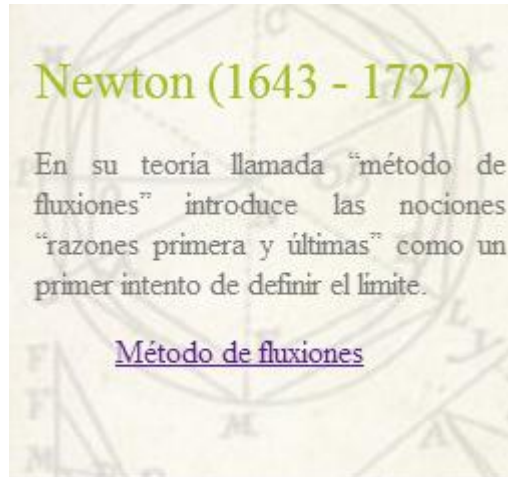 Newton (1643 - 1727)
En su teoría llamada “método de
fluxiones” introduce las nociones
“razones primera y últimas” como un
primer intento de definir el límite.
Método de fluxiones